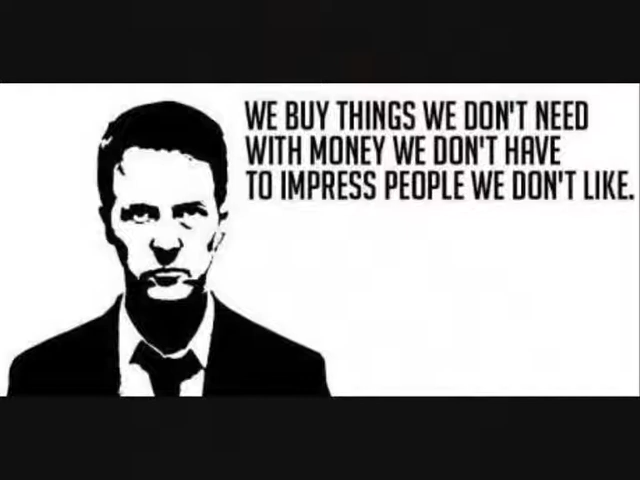 WE BUY THINGS WE DON'T NEED
WITH MONEY WE DON'T HAVE
TO IMPRESS PEOPLE WE DON'T LIKE.